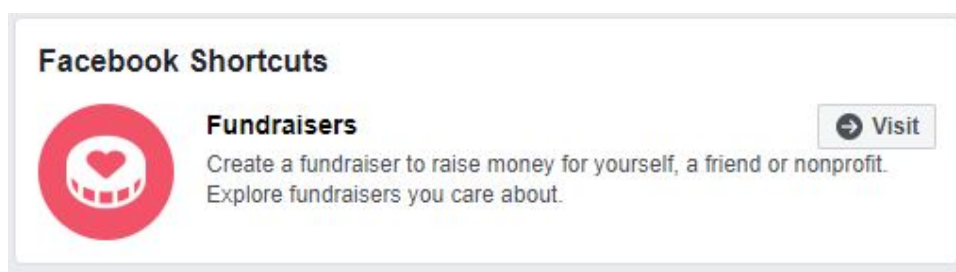 Facebook Shortcuts
Fundraisers
Visit
Create a fundraiser to raise money for yourself, a friend or nonprofit.
Explore fundraisers you care about.